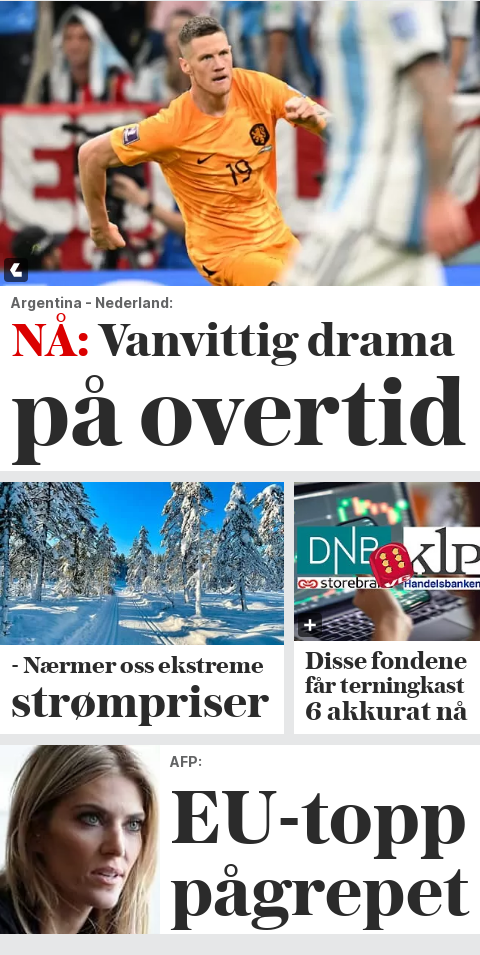 19
Argentina - Nederland:
NÅ: Vanvittig drama
på overtid
DNB
klp
storebrand
Handelsbanken
- Nærmer oss ekstreme
strømpriser
Disse fondene
får terningkast
6 akkurat nå
AFP:
EU-topp
pågrepet